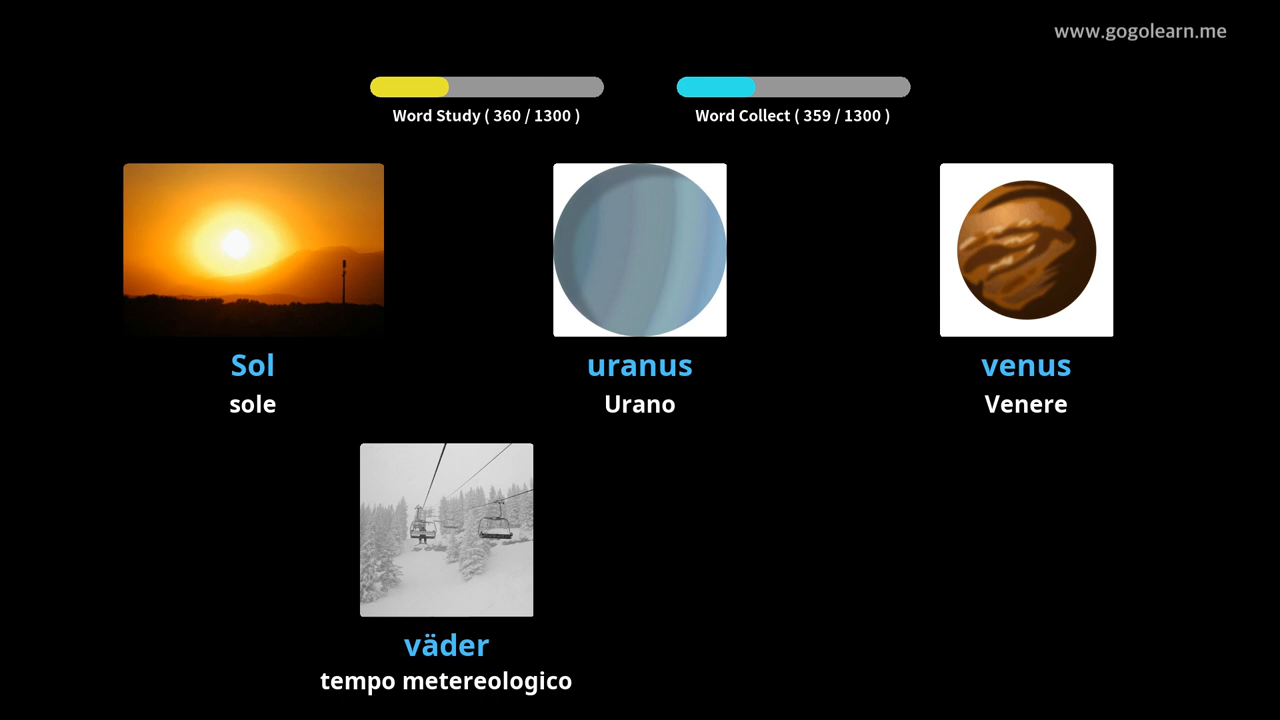 www.gogolearn.me
Word Study ( 360 / 1300 )
Word Collect ( 359 / 1300 )
Sol
sole
uranus
Urano
venus
Venere
väder
tempo metereologico